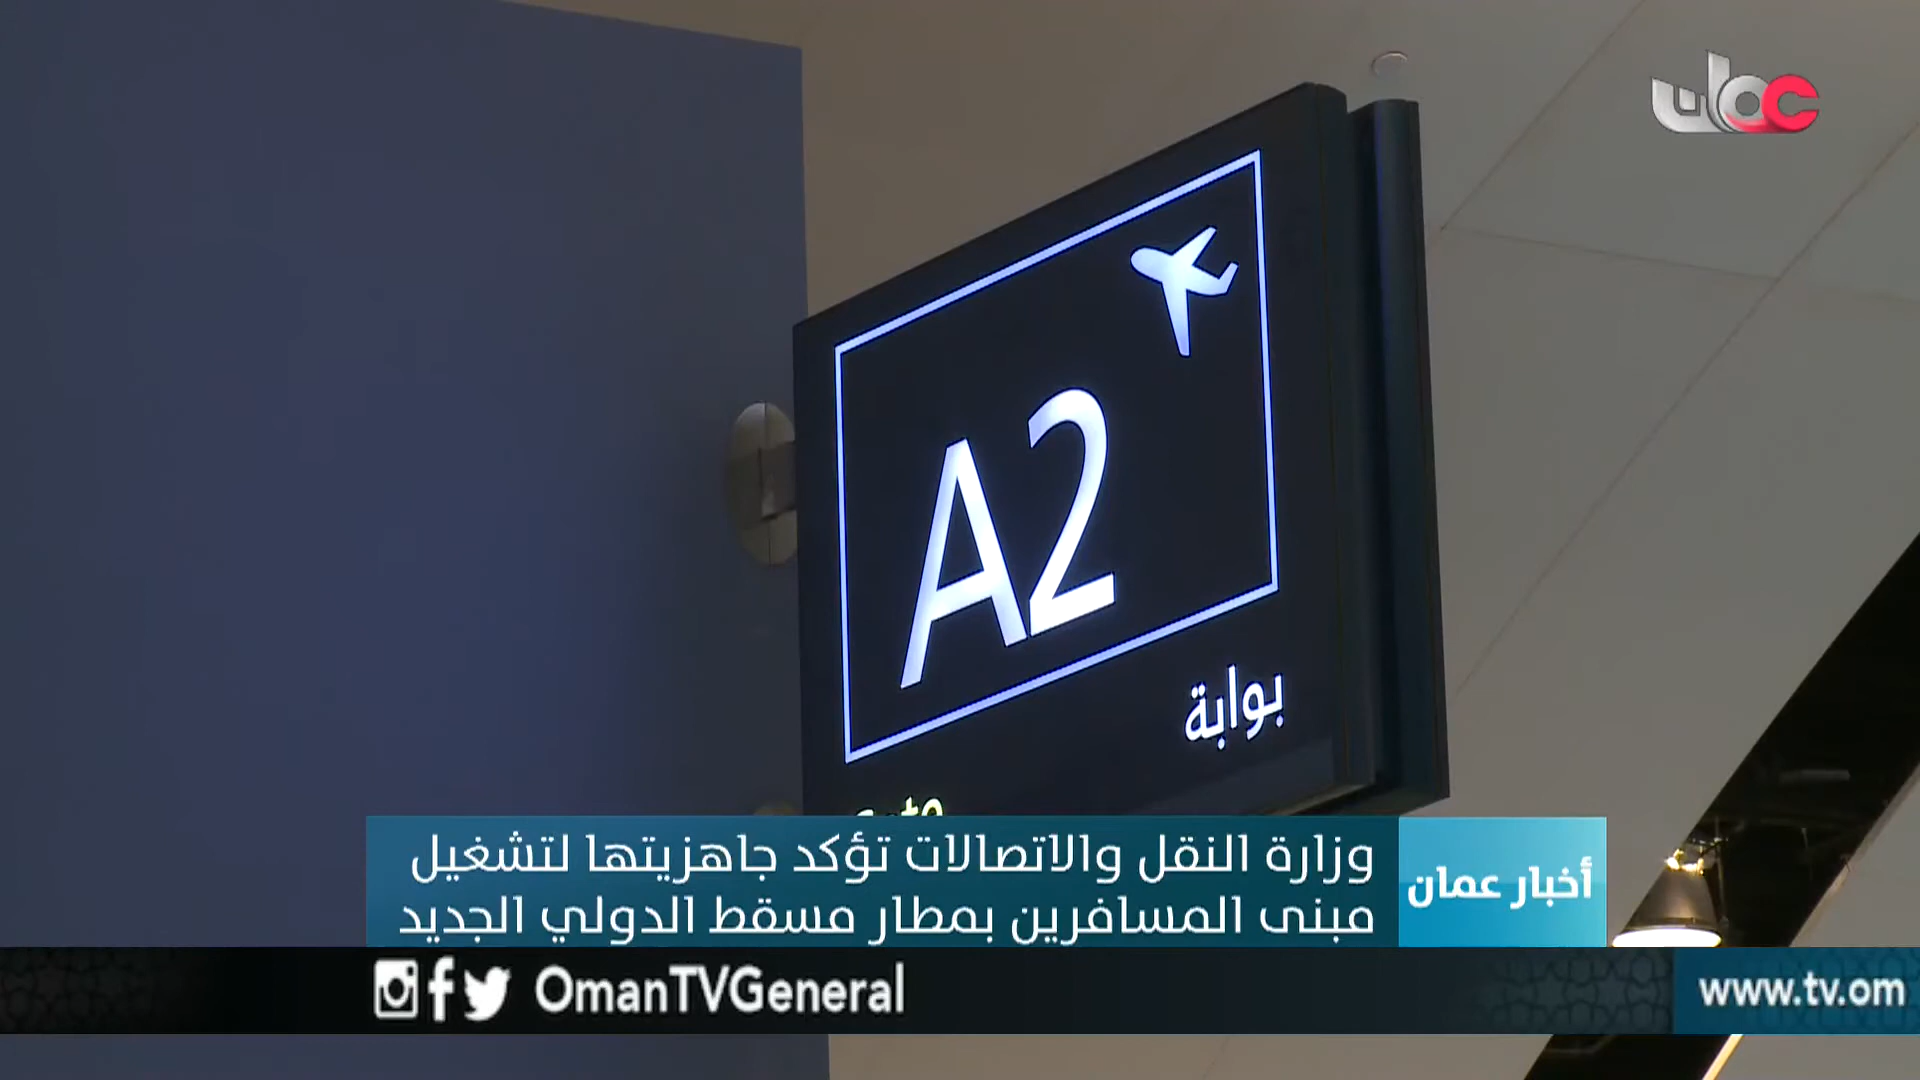 عمان
A2
بوابة
وزارة النقل والاتصالات تؤكد جاهزيتها لتشغيل
مبنى المسافرين بمطار مسقط الدولي الجديد
أخبار عمان
OmanTVGeneral
www.tv.om